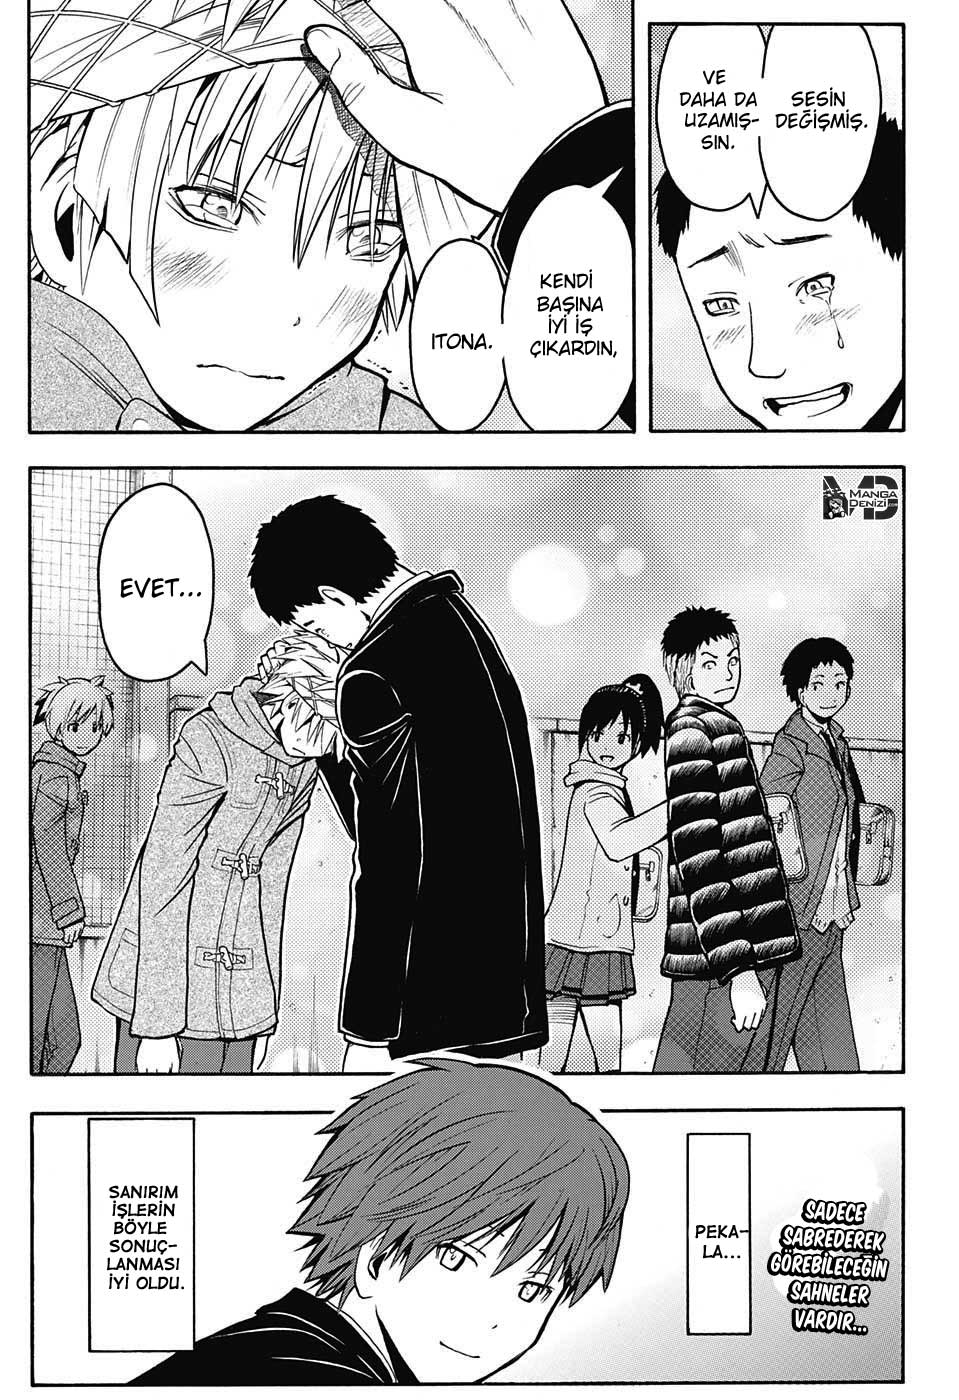 SESİN
DEĞİŞMİŞ.
VE
DAHA DA
UZAMIŞ-
SIN.
KENDİ
BAŞINA
İYİ İŞ
ÇIKARDIN,
ITONA.
MANGA
DENİZİ.com
EVET...
PEKA-
LA...
SADECE
SABREDEREK
GÖREBİLECEĞİN
SAHNELER
VARDIR...
SANIRIM
İŞLERİN
BÖYLE
SONUÇ-
LANMASI
İYİ OLDU.